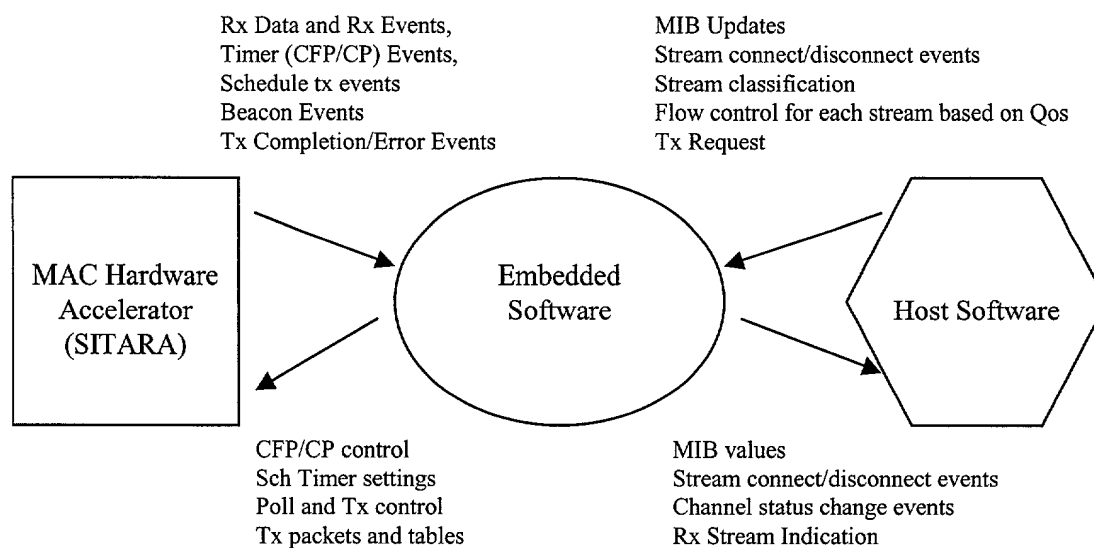 Rx Data and Rx Events,
Timer (CFP/CP) Events,
Schedule tx events
Beacon Events
Tx Completion/Error Events
MIB Updates
Stream connect/disconnect events
Stream classification
Flow control for each stream based on Qos
Tx Request
MAC Hardware
Accelerator
(SITARA)
Embedded
Software
Host Software
CFP/CP control
Sch Timer settings
Poll and Tx control
Tx packets and tables
MIB values
Stream connect/disconnect events
Channel status change events
Rx Stream Indication